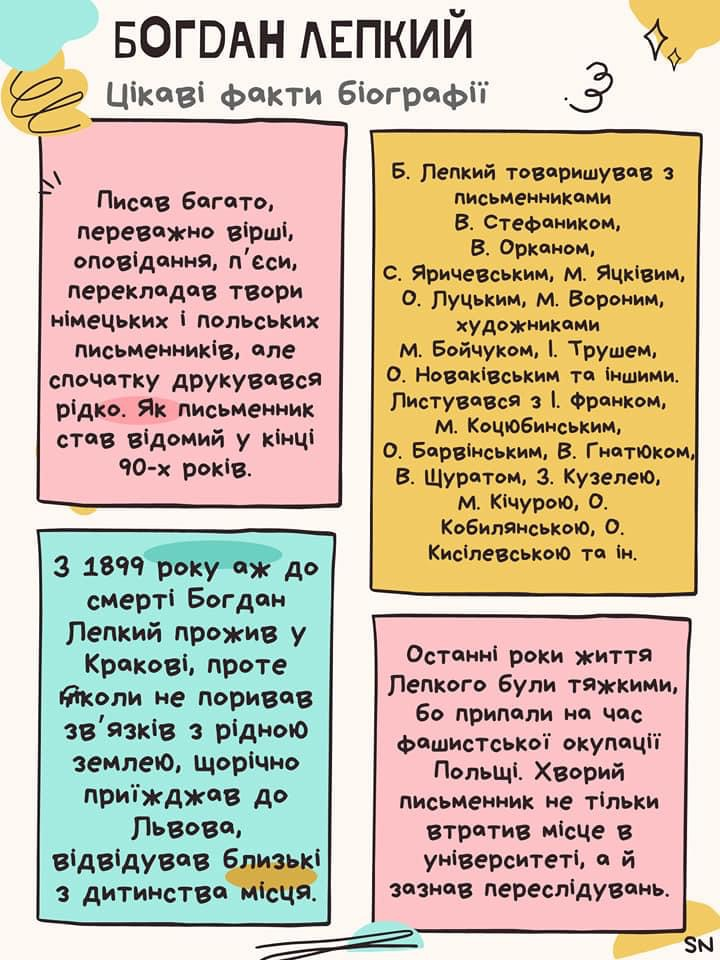 БОГДАН ЛЕПКИЙ
Цікаві факти біографії
Писав багато,
переважно вірші,
оповідання, п'єси,
перекладав твори
німецьких і польських
письменників, але
спочатку друкувався
рідко. Як письменник
став відомий у кінці
90-х років.
Б. Лепкий товаришував з
письменниками
В. Стефаником,
В. Орканом,
С. Яричевським, М. Яцківим,
О. Луцьким, М. Вороним,
художниками
М. Бойчуком, І. Трушем,
О. Новаківським та іншими.
Листувався з І. Франком,
М. Коцюбинським,
О. Барвінським, В. Гнатюком,
В. Щуратом, З. Кузелею,
М. Кічурою, О.
Кобилянською, О.
Кисілевською та ін.
З 1899 року аж до
смерті Богдан
Лепкий прожив у
Кракові, проте
ніколи не поривав
зв'язків з рідною
землею, щорічно
приїжджав до
Львова,
відвідував близькі
з дитинства місця.
Останні роки життя
Лепкого були тяжкими,
бо припали на час
фашистської окупації
Польщі. Хворий
письменник не тільки
втратив місце в
університеті, а й
зазнав переслідувань.
SN